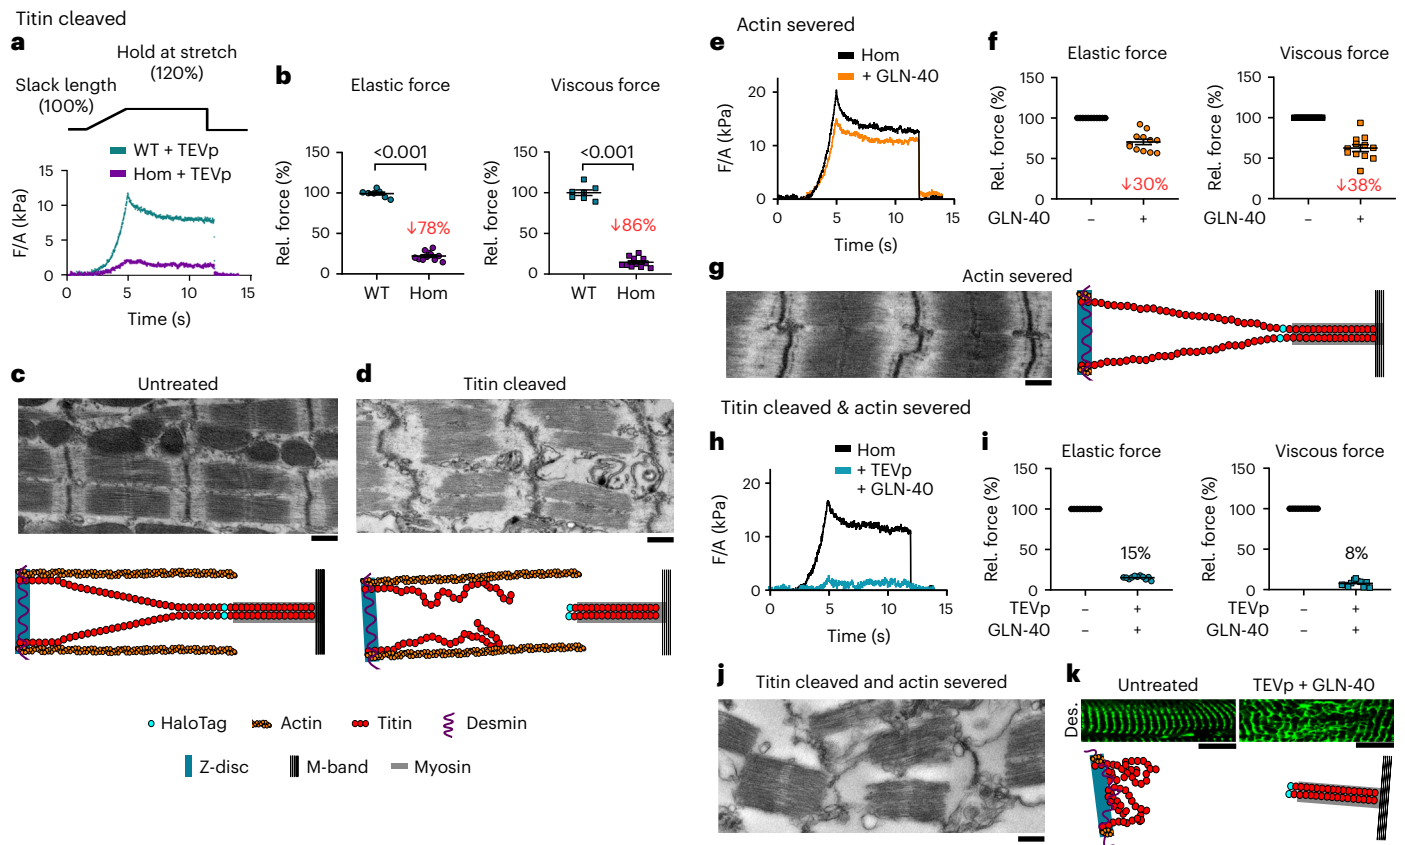 Titin cleaved
a
Hold at stretch
(120%)
Slack length
(100%)
WT + TEVp
Hom + TEVp
F/A (kPa)
15
10
5
0
0 5 10 15
Time (s)
b
Elastic force
Viscous force
Rel. force (%)
150
100
50
0
<0.001
↓78%
WT Hom
Rel. force (%)
150
100
50
0
<0.001
↓86%
WT Hom
c
Untreated
d
Titin cleaved
HaloTag Actin Titin Desmin
Z-disc M-band Myosin
Actin severed
e
Hom
+ GLN-40
F/A (kPa)
20
10
0
0 5 10 15
Time (s)
f
Elastic force
Viscous force
Rel. force (%)
150
100
50
0
↓30%
GLN-40 – +
Rel. force (%)
150
100
50
0
↓38%
GLN-40 – +
g
Actin severed
Titin cleaved & actin severed
h
Hom
+ TEVp
+ GLN-40
F/A (kPa)
20
10
0
0 5 10 15
Time (s)
i
Elastic force
Viscous force
Rel. force (%)
150
100
50
0
15%
TEVp – +
GLN-40 – +
Rel. force (%)
150
100
50
0
8%
TEVp – +
GLN-40 – +
j
Titin cleaved and actin severed
k
Untreated
TEVp + GLN-40
Des.